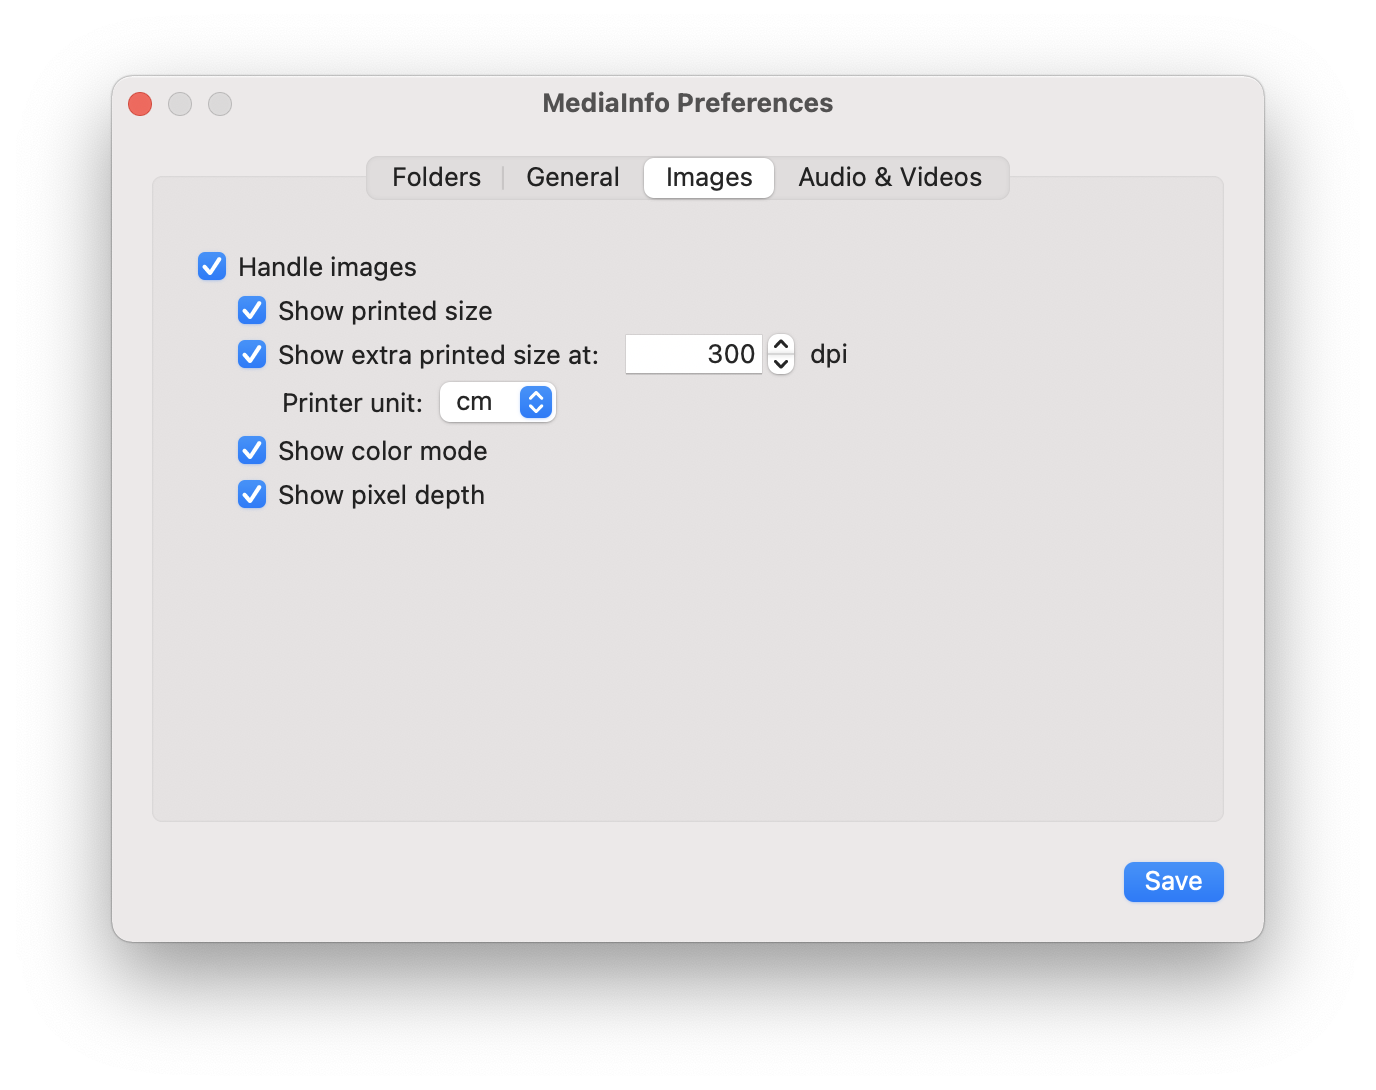 MediaInfo Preferences
Folders General Images Audio & Videos
Handle images
Show printed size
Show extra printed size at: 300 dpi
Printer unit: cm
Show color mode
Show pixel depth
Save